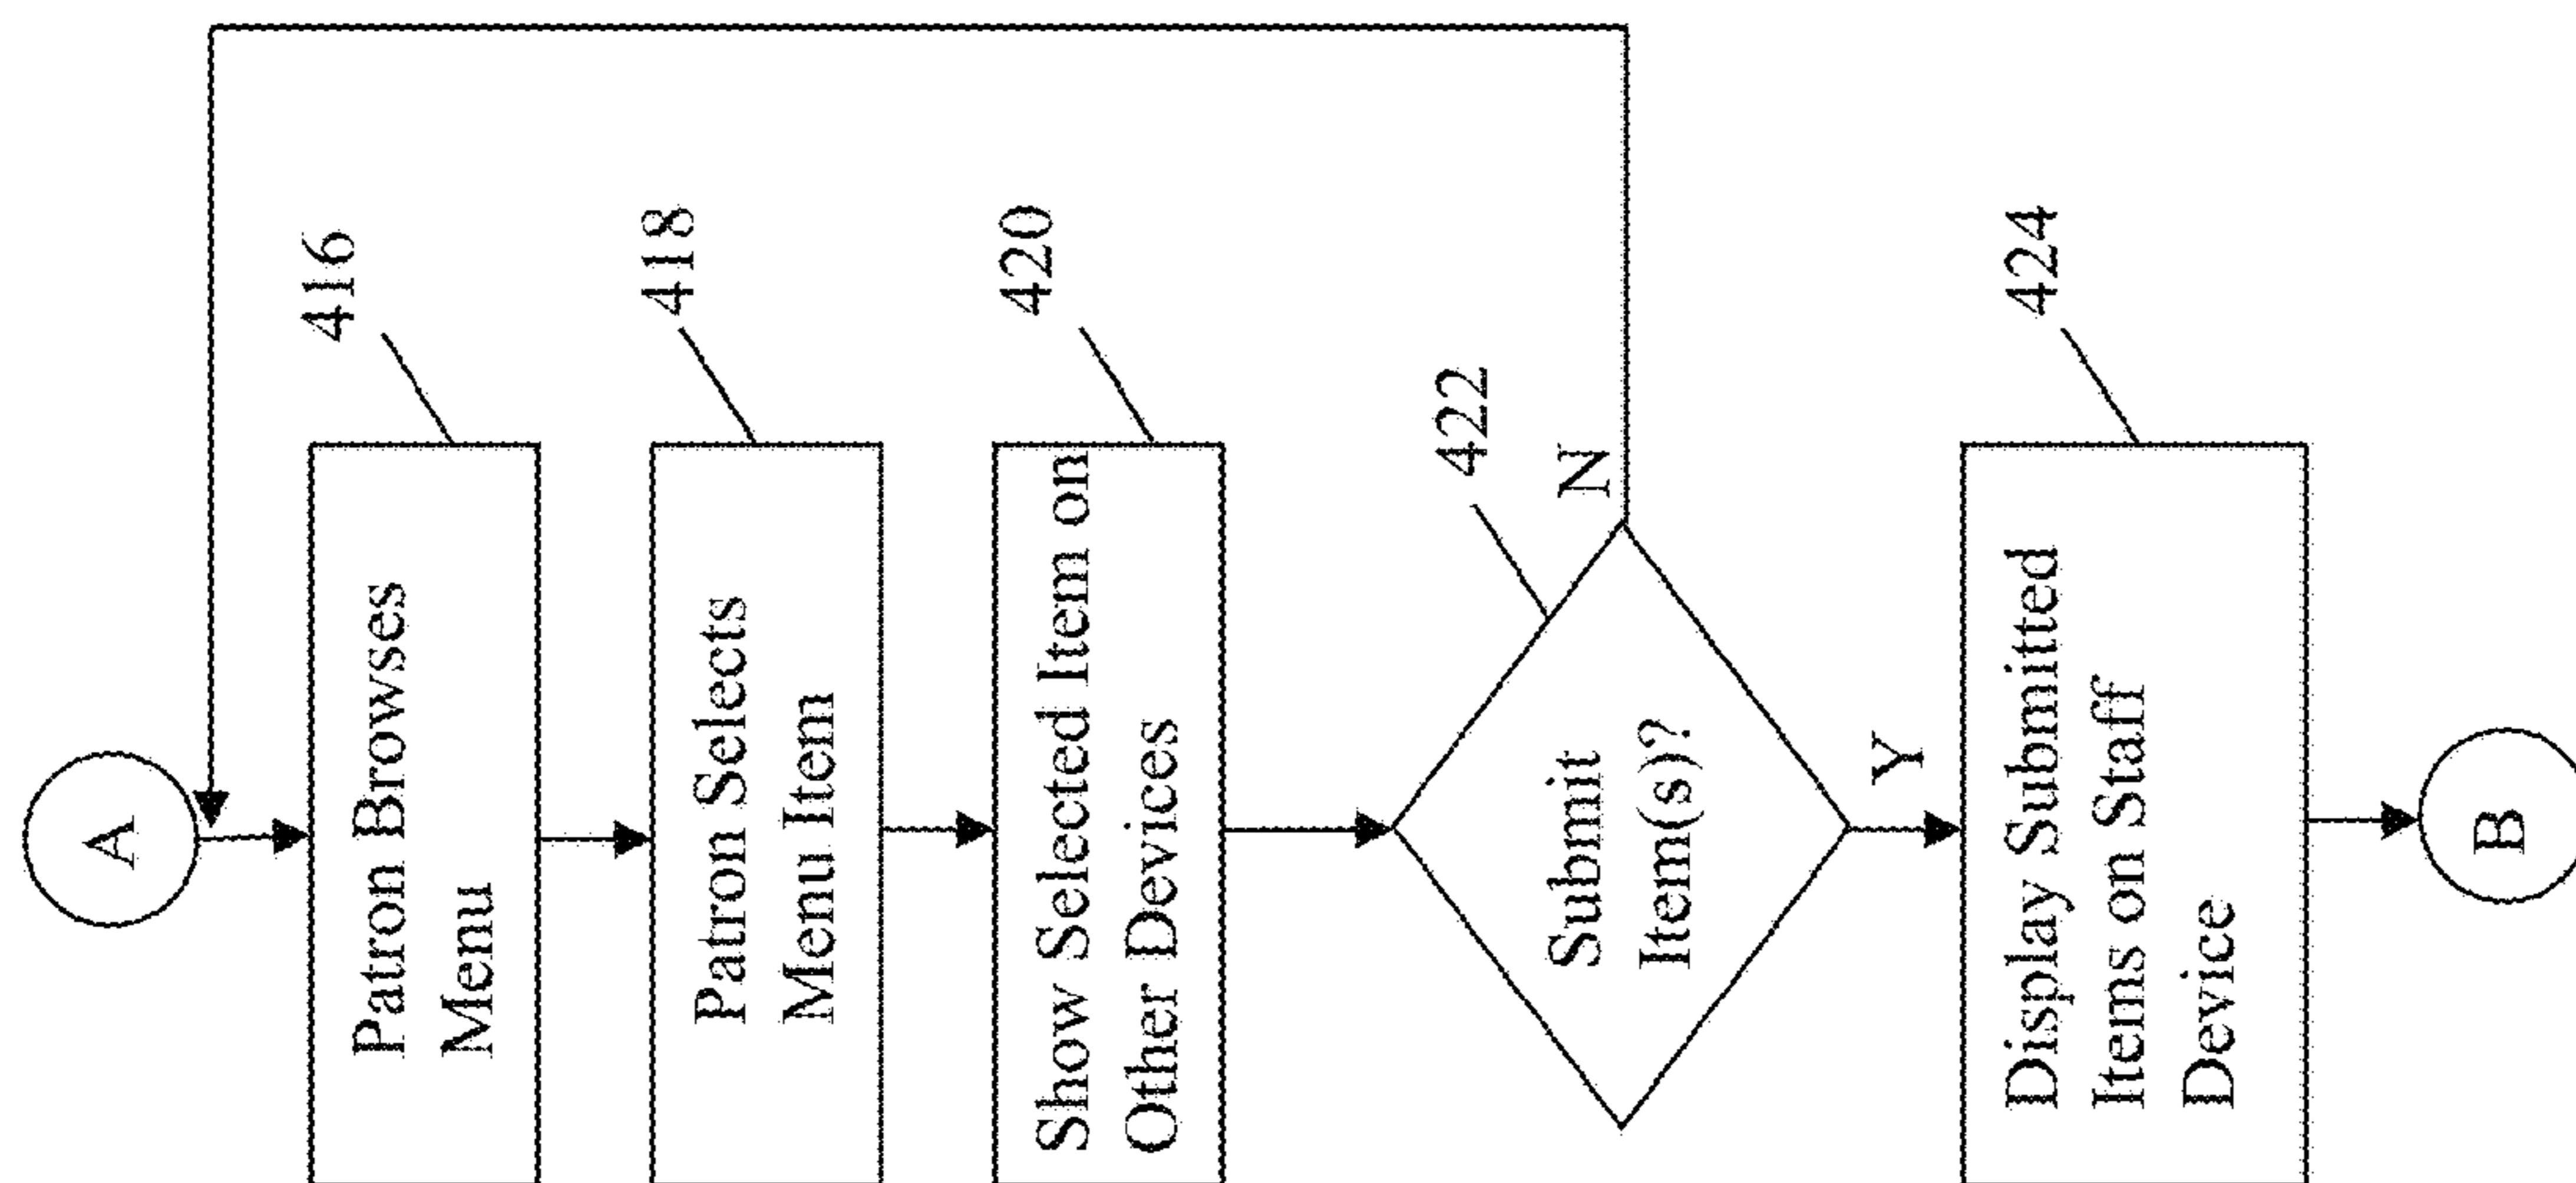 A
Patron Browses
Menu
416
Patron Selects
Menu Item
418
Show Selected Item on
Other Devices
420
Submit
Item(s)?
422
N
Y
Display Submitted
Items on Staff
Device
424
B